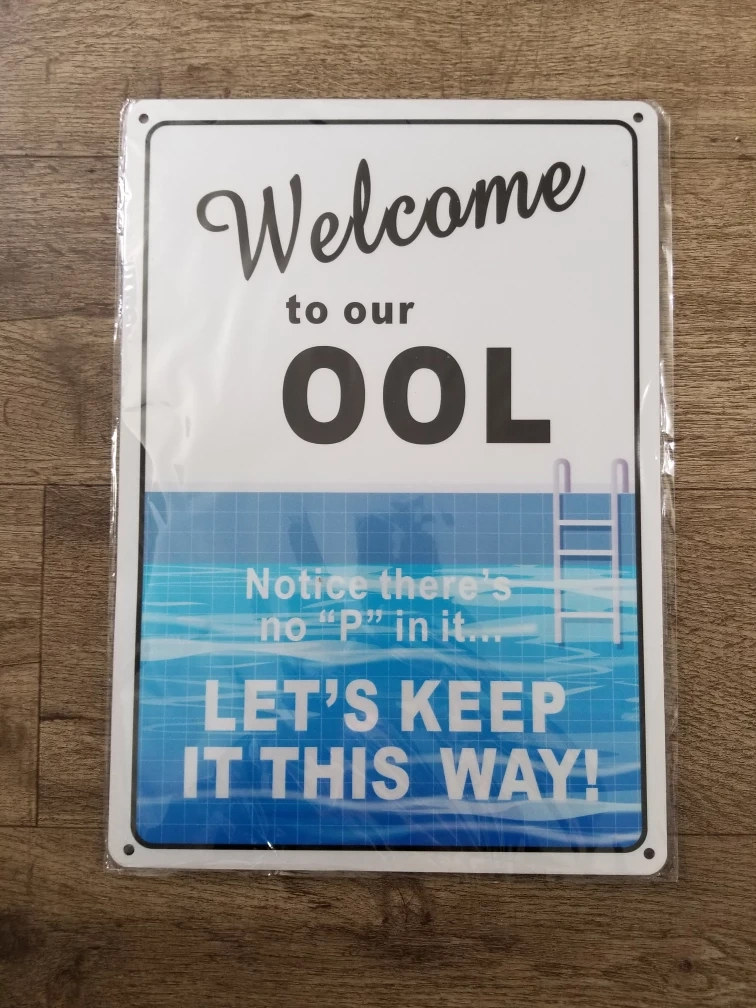 Welcome
to our
OOL
Notice there's
no “P” in it...
LET’S KEEP
IT THIS WAY!